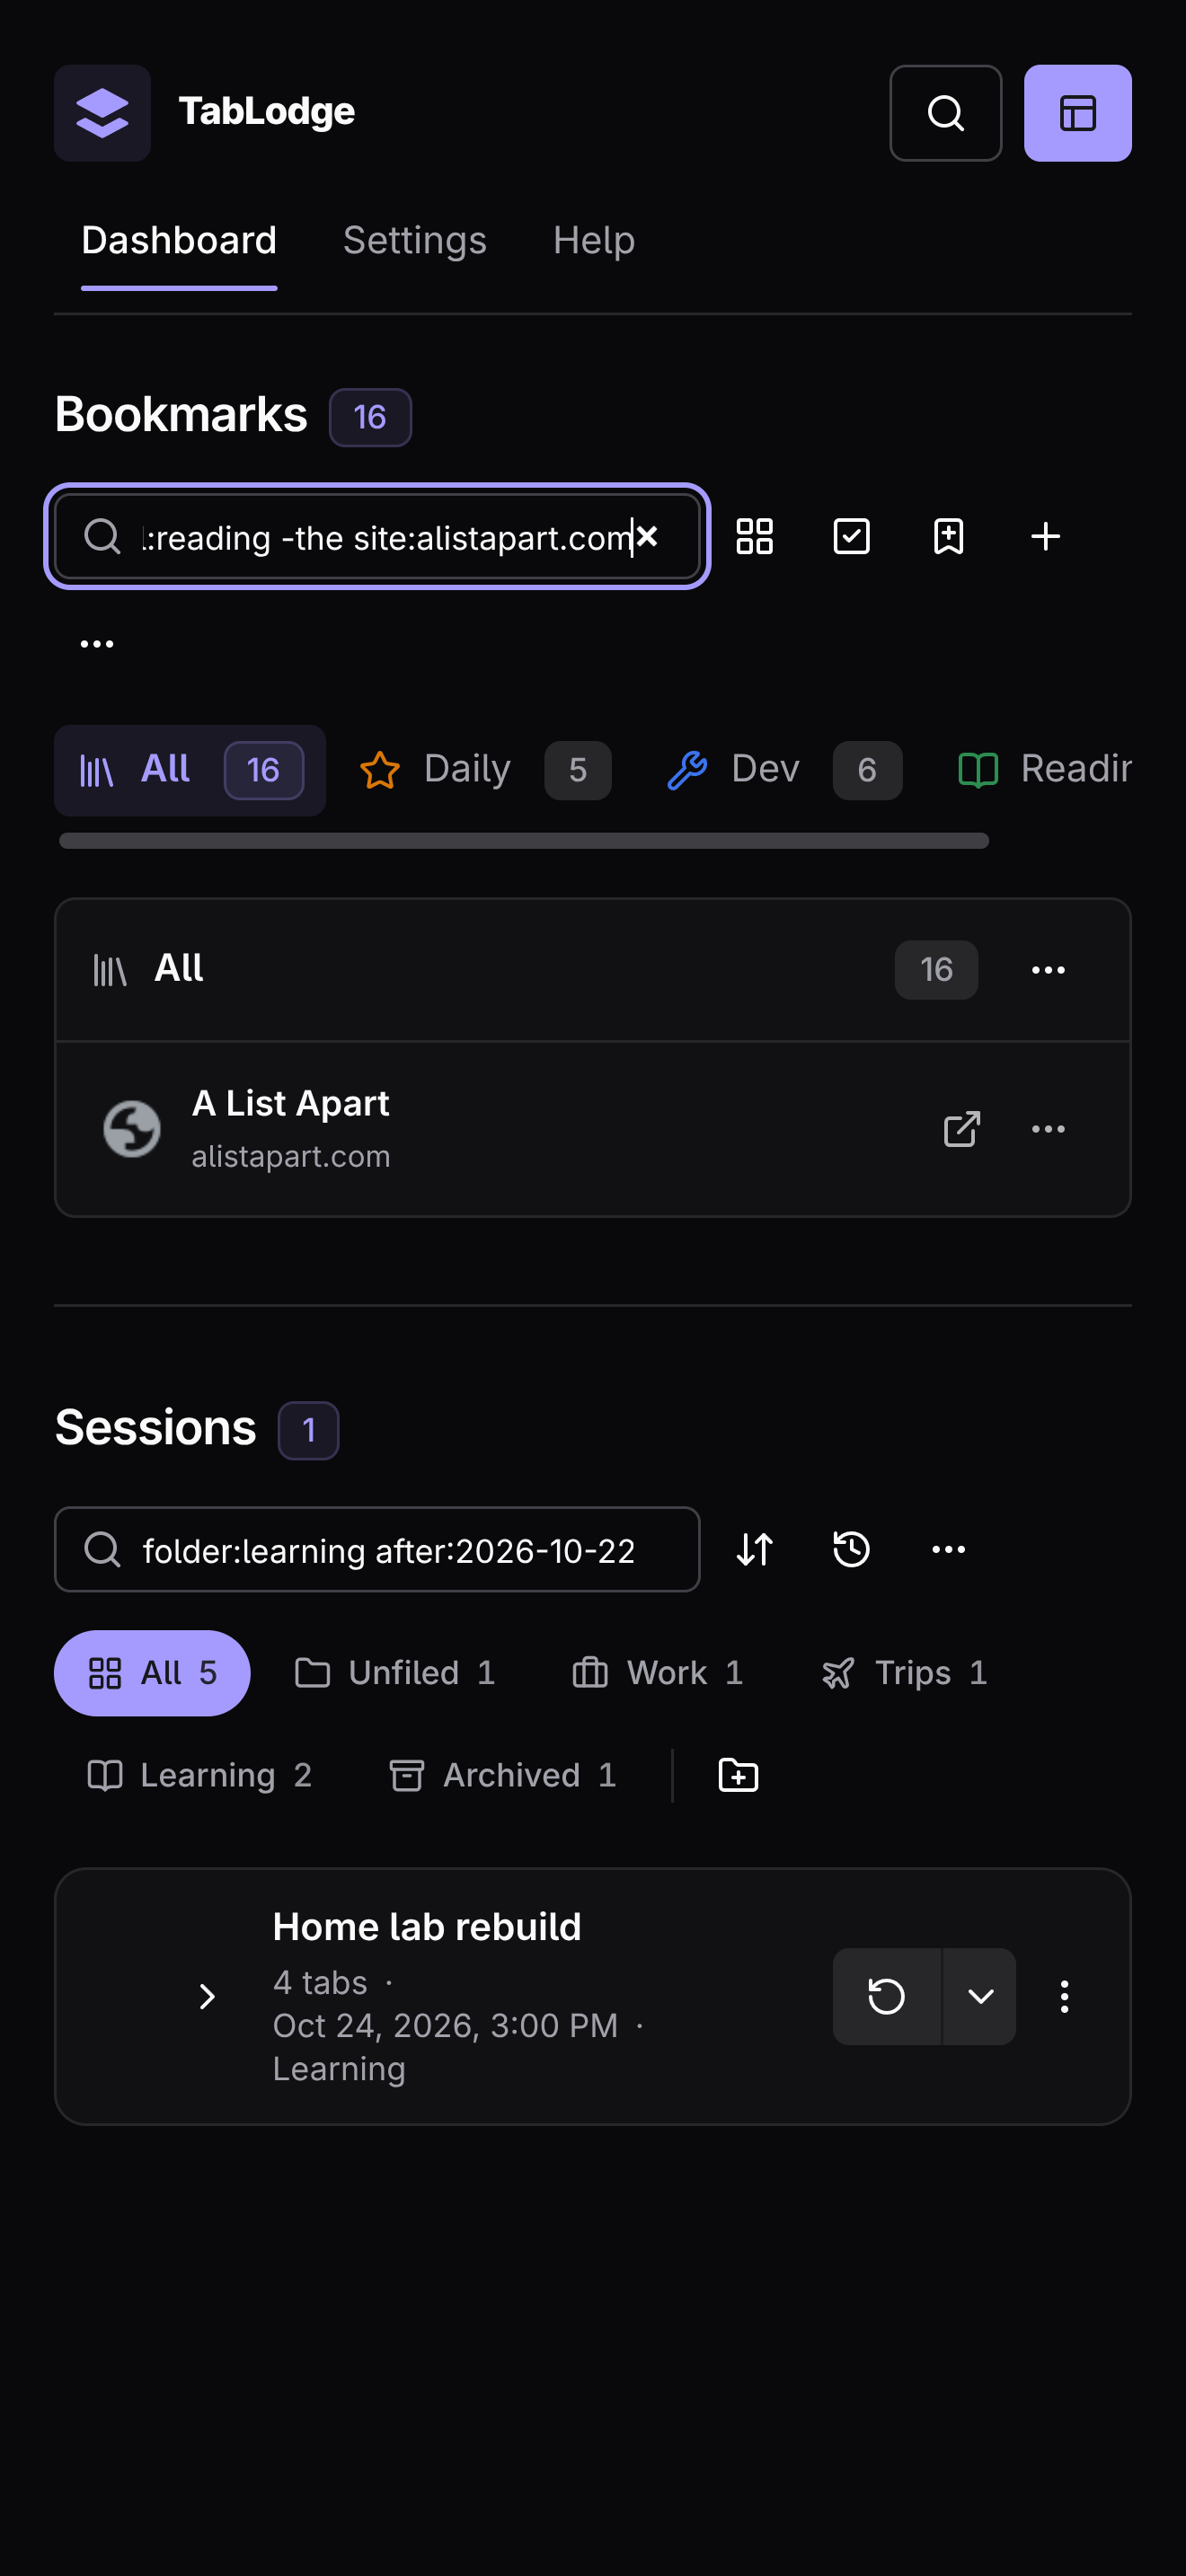 TabLodge
Dashboard Settings Help
Bookmarks 16
:reading -the site:alistapart.com
All 16 Daily 5 Dev 6 Readin
All 16
A List Apart
alistapart.com
Sessions 1
folder:learning after:2026-10-22
All 5 Unfiled 1 Work 1 Trips 1
Learning 2 Archived 1
Home lab rebuild
4 tabs ·
Oct 24, 2026, 3:00 PM ·
Learning